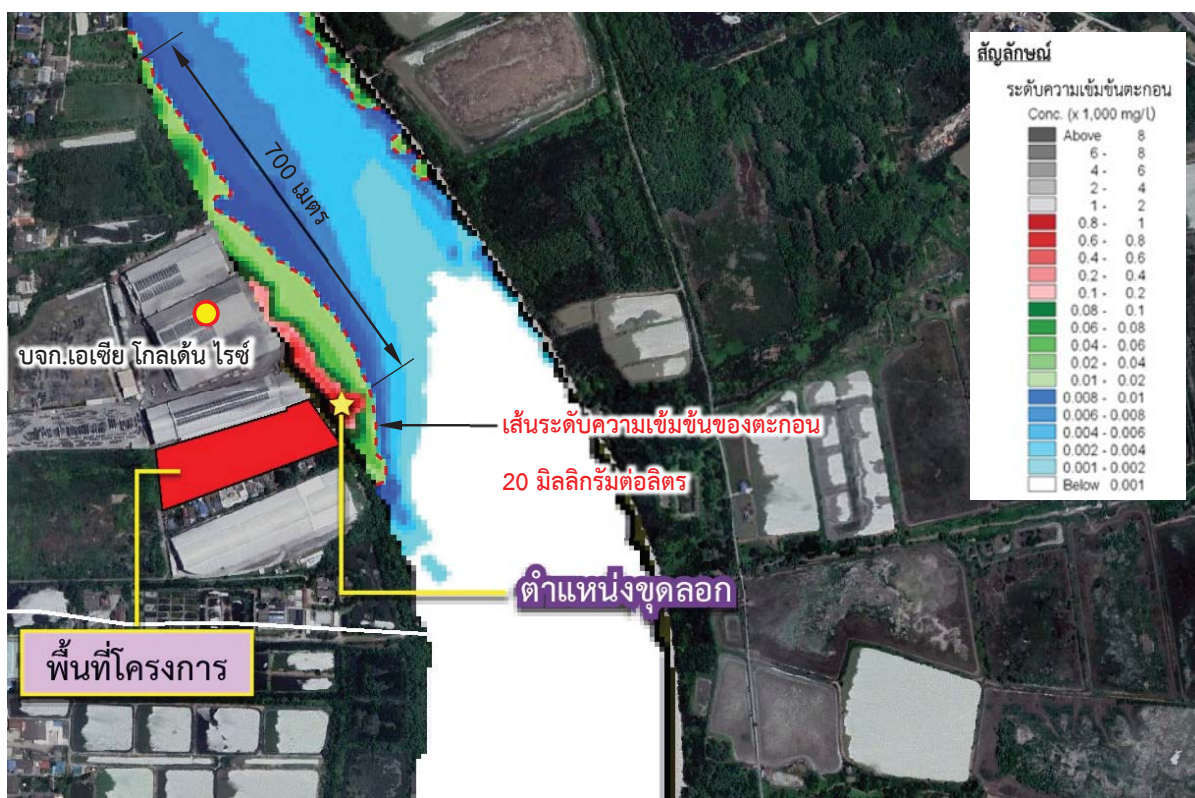 สัญลักษณ์
ระดับความเข้มข้นตะกอน
Conc. (x 1,000 mg/l)
Above 8
6 - 8
4 - 6
2 - 4
1 - 2
0.8 - 1
0.6 - 0.8
0.4 - 0.6
0.2 - 0.4
0.1 - 0.2
0.08 - 0.1
0.06 - 0.08
0.04 - 0.06
0.02 - 0.04
0.01 - 0.02
0.008 - 0.01
0.006 - 0.008
0.004 - 0.006
0.002 - 0.004
0.001 - 0.002
Below 0.001
700 เมตร
บจก.เอเซีย โกลเด้น ไรซ์
เส้นระดับความเข้มข้นของตะกอน
20 มิลลิกรัมต่อลิตร
ตำแหน่งขุดลอก
พื้นที่โครงการ